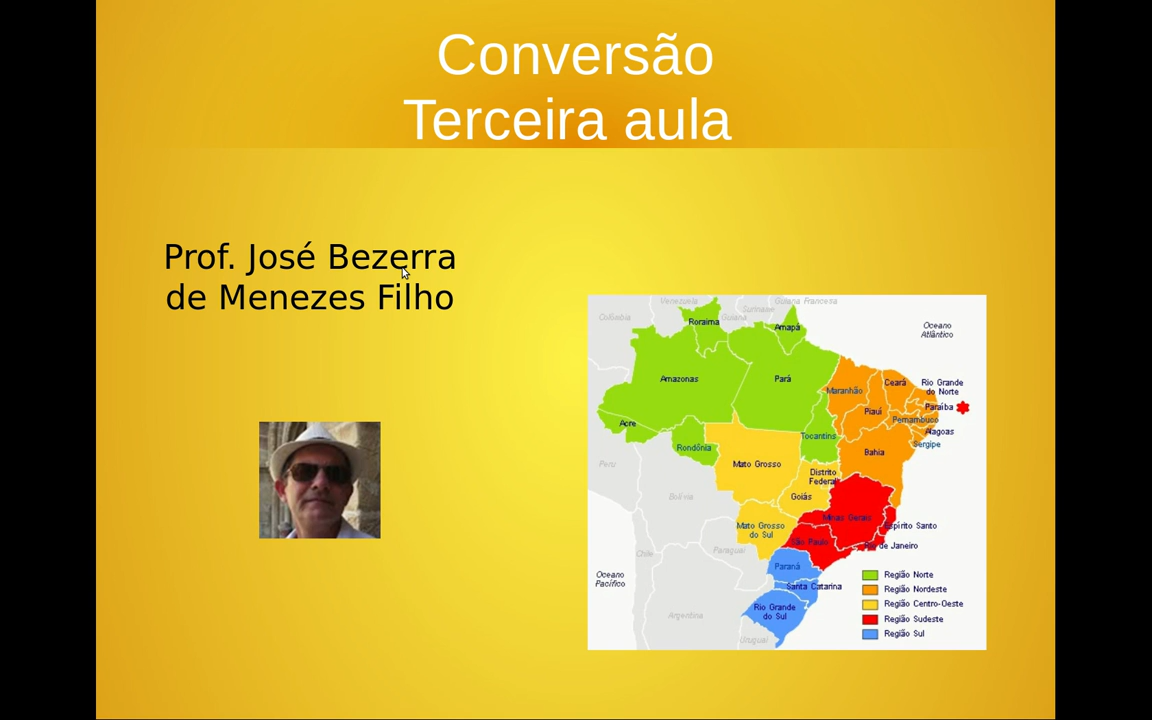 Conversão
Terceira aula
Prof. José Bezerra
de Menezes Filho
Venezuela
Guiana Francesa
Suriname
Colômbia
Guiana
Roraima
Amapá
Oceano
Atlântico
Amazonas
Pará
Maranhão
Ceará
Rio Grande
do Norte
Piauí
Paraíba
Pernambuco
Acre
Alagoas
Tocantins
Sergipe
Rondônia
Bahia
Peru
Mato Grosso
Distrito
Federal
Bolívia
Goiás
Minas Gerais
Mato Grosso
do Sul
Espírito Santo
São Paulo
Rio de Janeiro
Chile
Paraguai
Paraná
Oceano
Pacífico
Santa Catarina
Rio Grande
do Sul
Argentina
Uruguai
Região Norte
Região Nordeste
Região Centro-Oeste
Região Sudeste
Região Sul